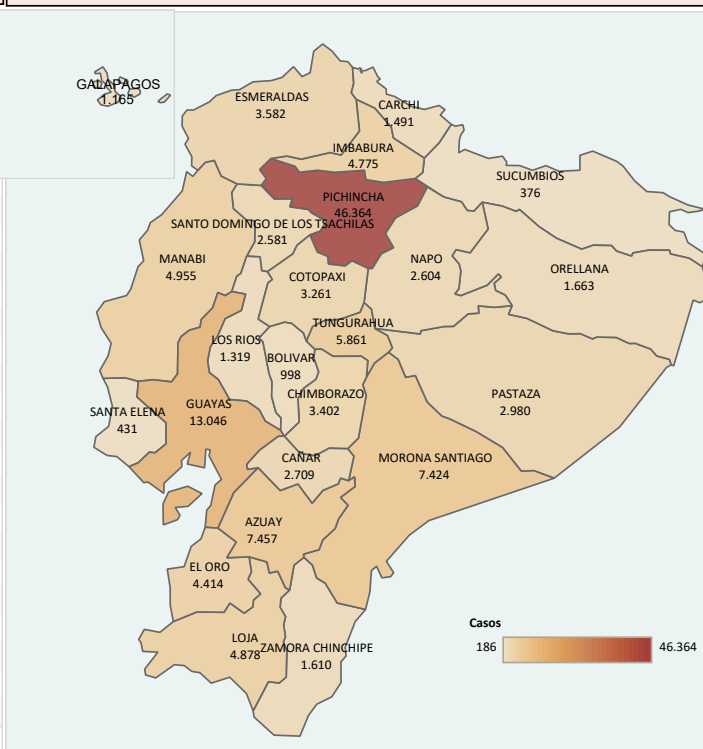 GALAPAGOS
1.165
ESMERALDAS
3.582
CARCHI
1.491
IMBABURA
4.775
SUCUMBIOS
376
PICHINCHA
46.364
SANTO DOMINGO DE LOS TSACHILAS
2.581
MANABI
4.955
NAPO
2.604
ORELLANA
1.663
COTOPAXI
3.261
TUNGURAHUA
5.861
LOS RIOS
1.319
BOLIVAR
998
CHIMBORAZO
3.402
PASTAZA
2.980
SANTA ELENA
431
GUAYAS
13.046
CAÑAR
2.709
MORONA SANTIAGO
7.424
AZUAY
7.457
EL ORO
4.414
LOJA
4.878
ZAMORA CHINCHIPE
1.610
Casos
186 46.364